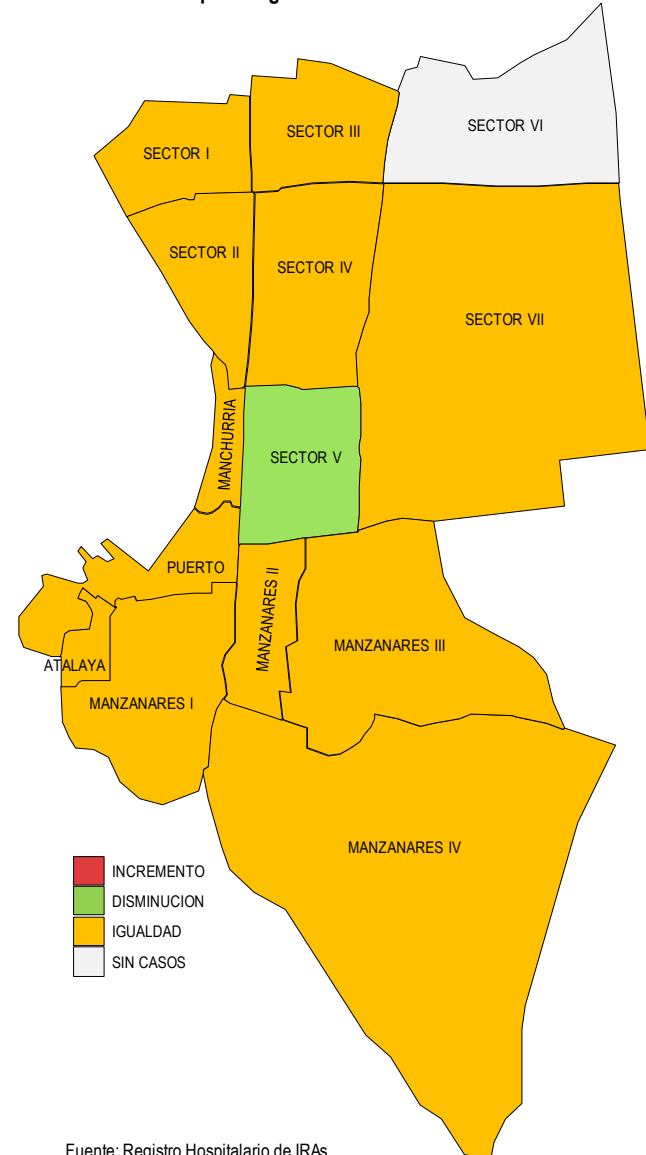 SECTOR VI
SECTOR III
SECTOR I
SECTOR II
SECTOR IV
SECTOR VII
MANCHURRIA
SECTOR V
PUERTO
MANZANARES II
MANZANARES III
ATALAYA
MANZANARES I
MANZANARES IV
INCREMENTO
DISMINUCION
IGUALDAD
SIN CASOS
Fuente: Registro Hospitalario de IRAs